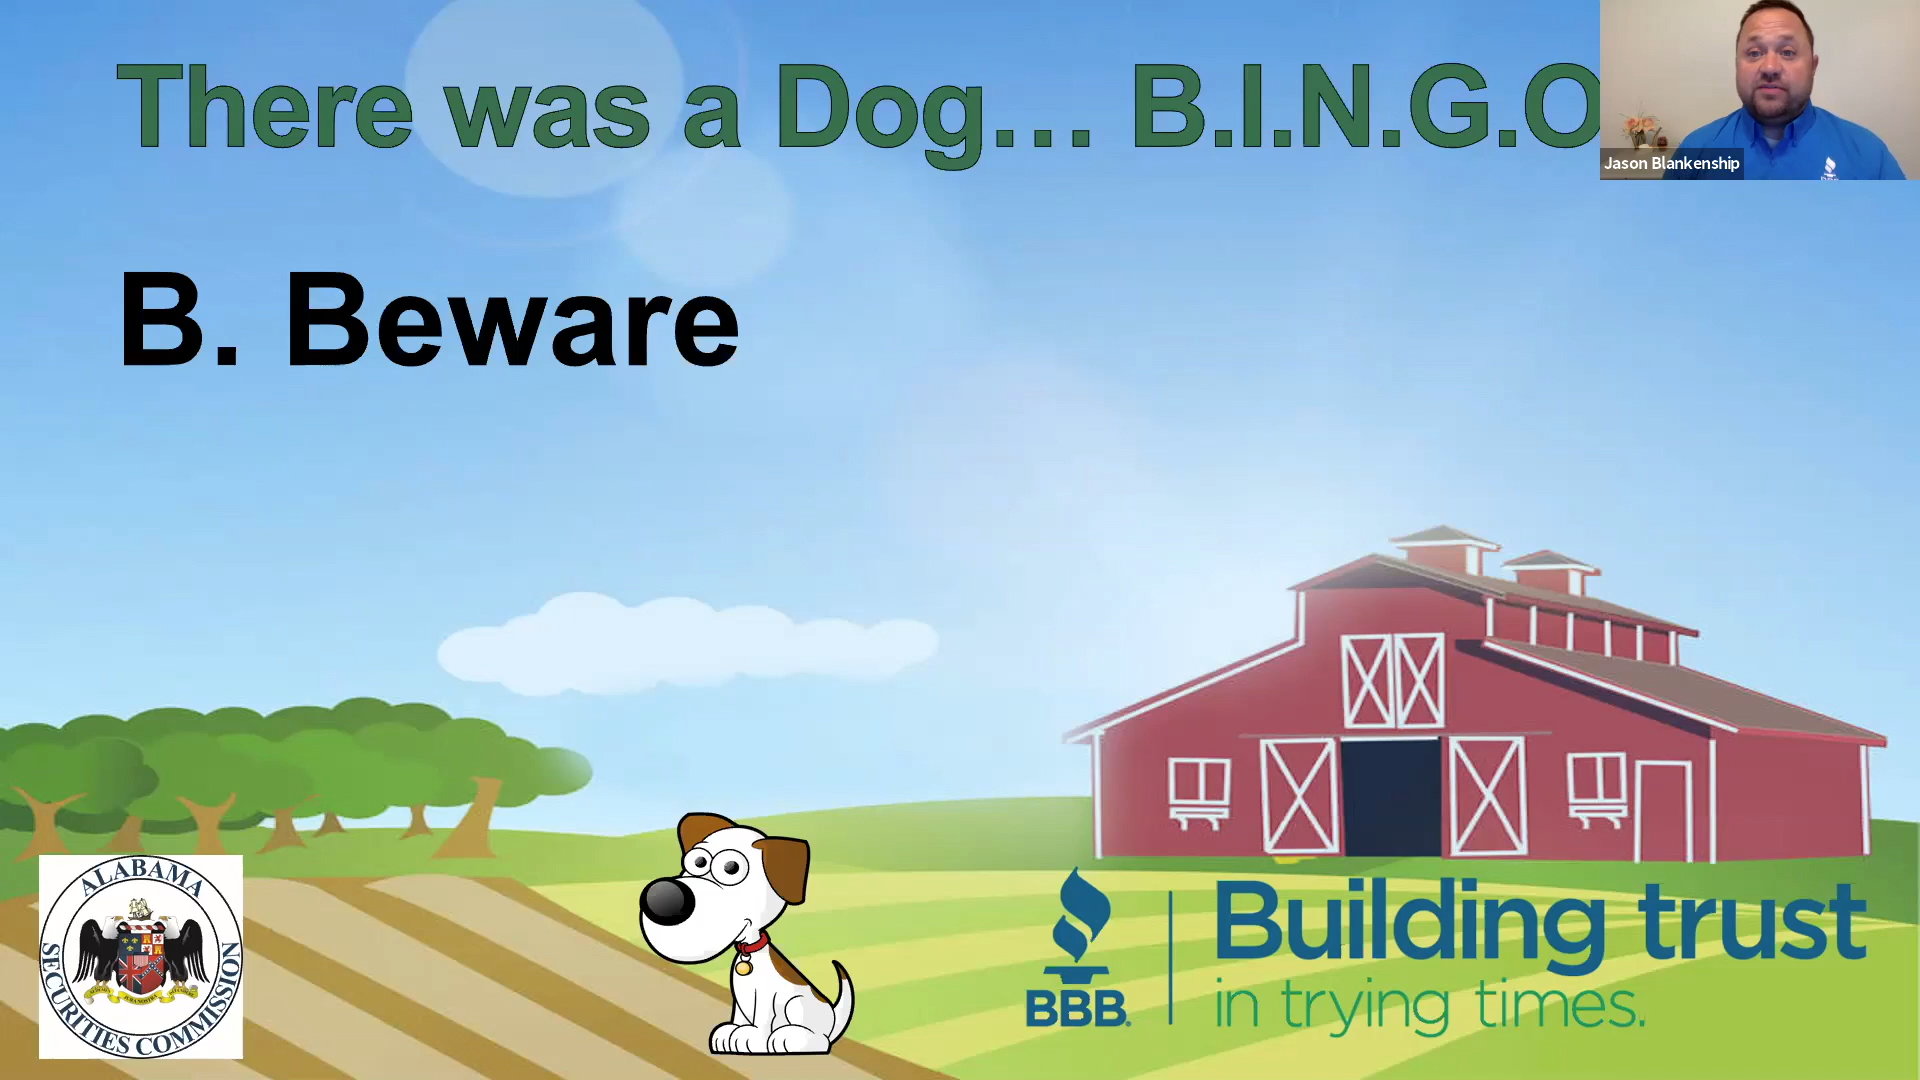 There was a Dog… B.I.N.G.O
Jason Blankenship
B. Beware
ALABAMA
SECURITIES COMMISSION
BBB.
Building trust
in trying times.